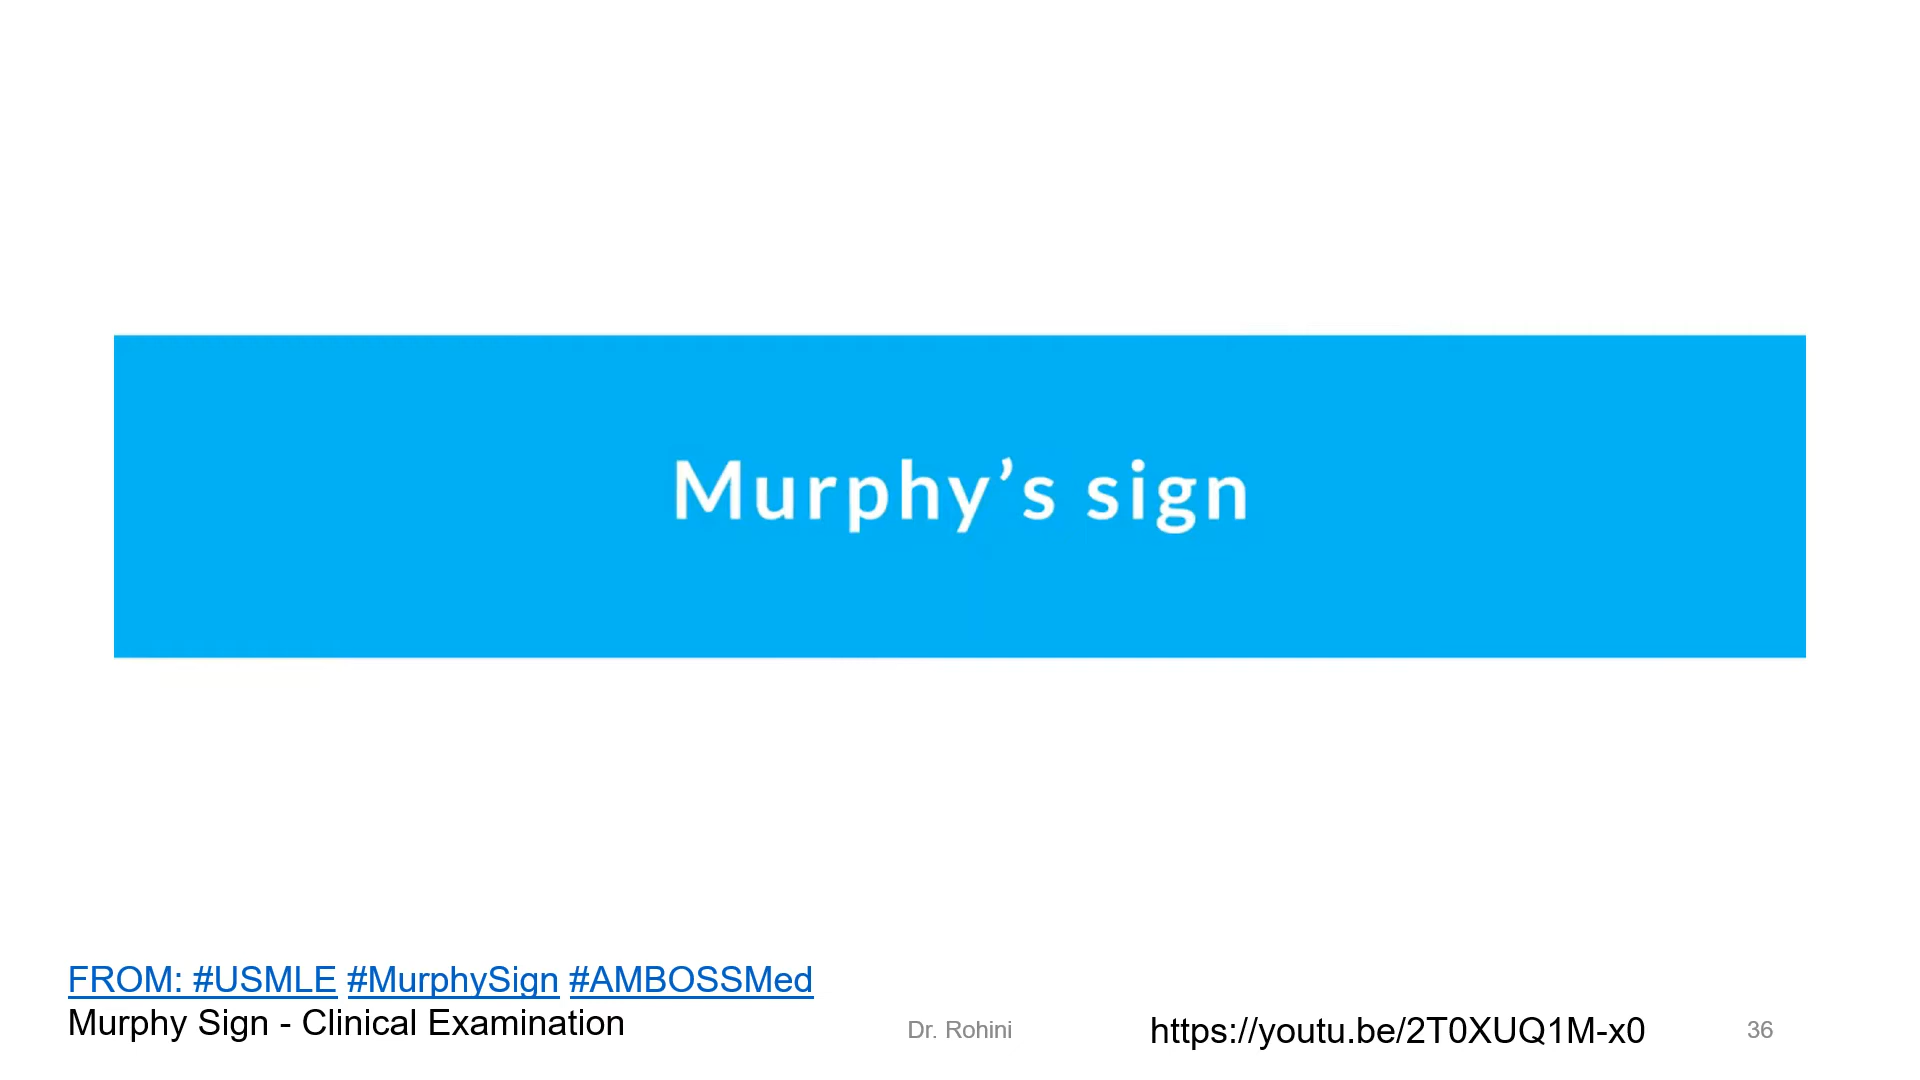 Murphy’s sign
FROM: #USMLE #MurphySign #AMBOSSMed
Murphy Sign - Clinical Examination
Dr. Rohini
https://youtu.be/2T0XUQ1M-x0
36